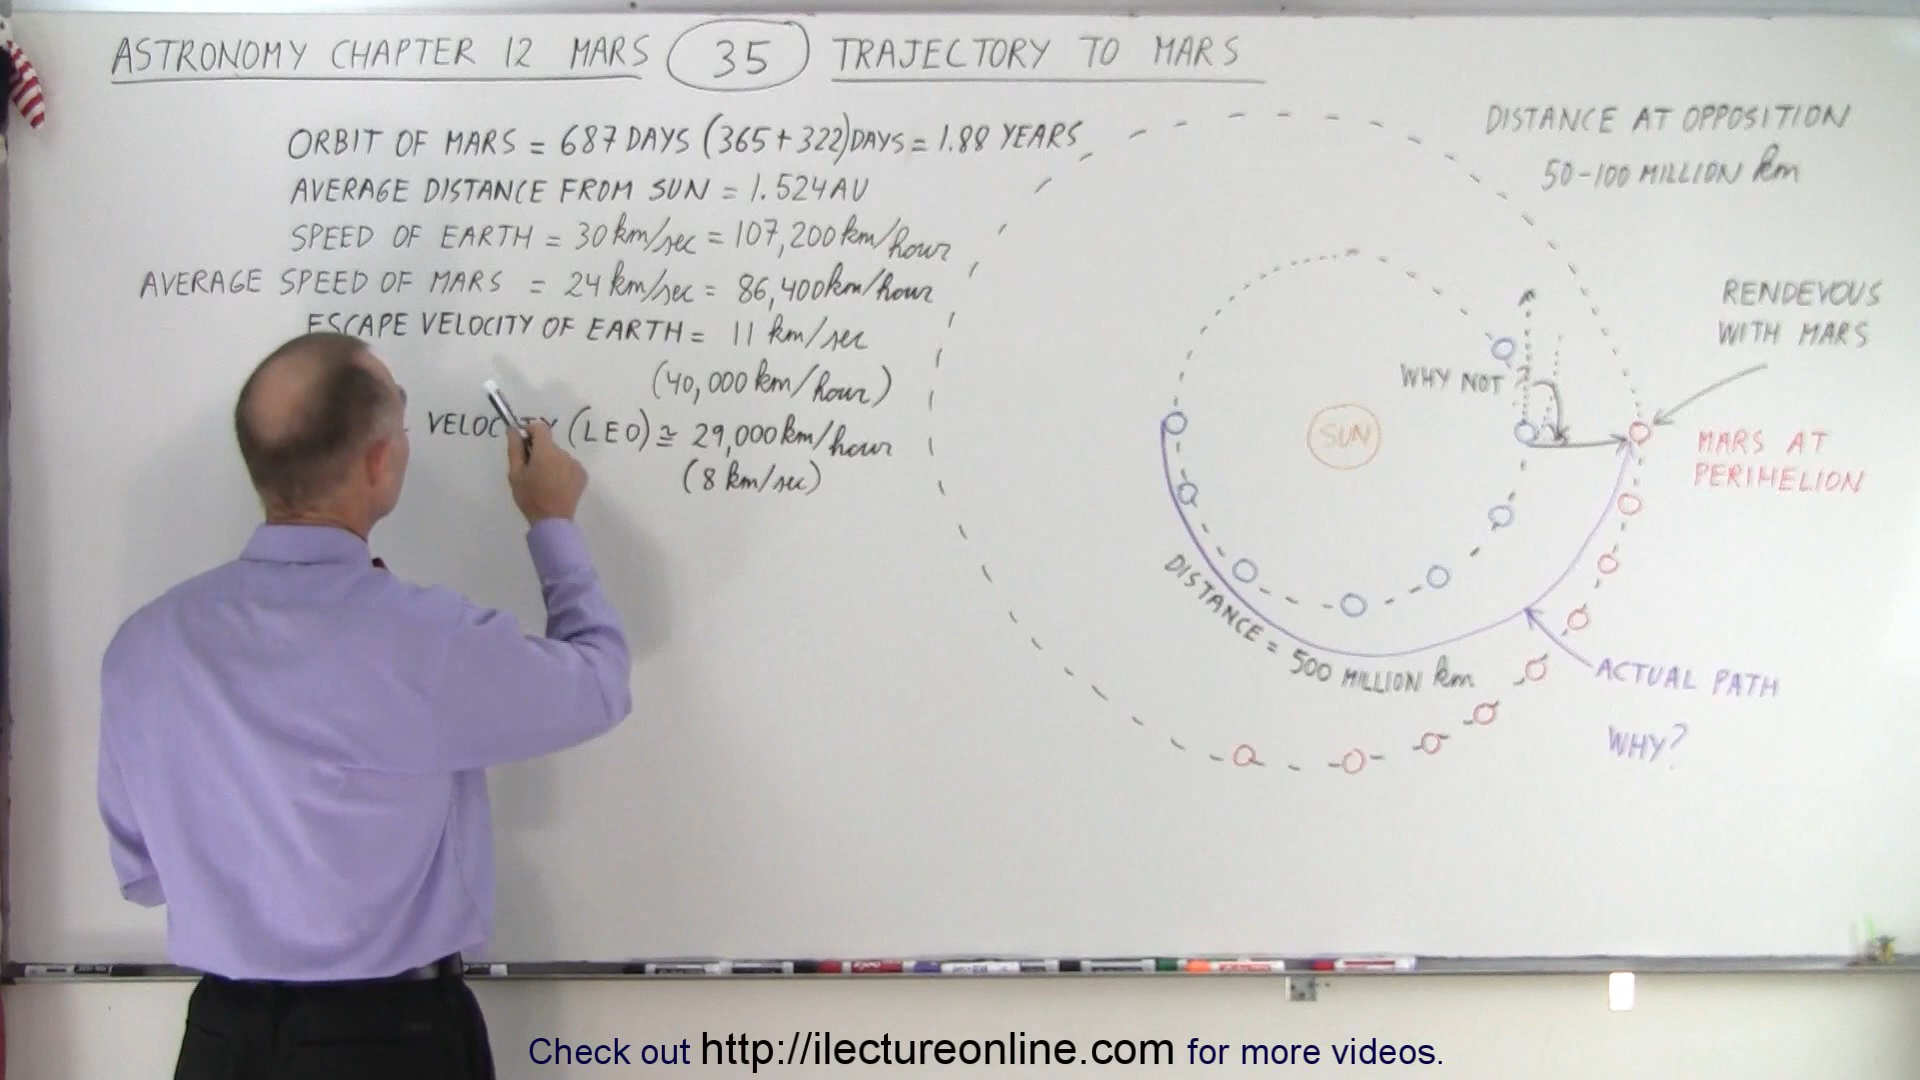 ASTRONOMY CHAPTER 12 MARS 35 TRAJECTORY TO MARS
ORBIT OF MARS = 687 DAYS (365+322)DAYS = 1.88 YEARS
AVERAGE DISTANCE FROM SUN = 1.524AU
SPEED OF EARTH = 30 km/sec = 107,200 km/hour
AVERAGE SPEED OF MARS = 24 km/sec = 86,400 km/hour
ESCAPE VELOCITY OF EARTH = 11 km/sec
(40,000 km/hour)
VELOCITY (LEO) ≅ 29,000 km/hour
(8 km/sec)
DISTANCE AT OPPOSITION
50-100 MILLION km
RENDEVOUS
WITH MARS
WHY NOT?
SUN
MARS AT
PERIHELION
DISTANCE = 500 MILLION km
ACTUAL PATH
WHY?
Check out http://ilectureonline.com for more videos.